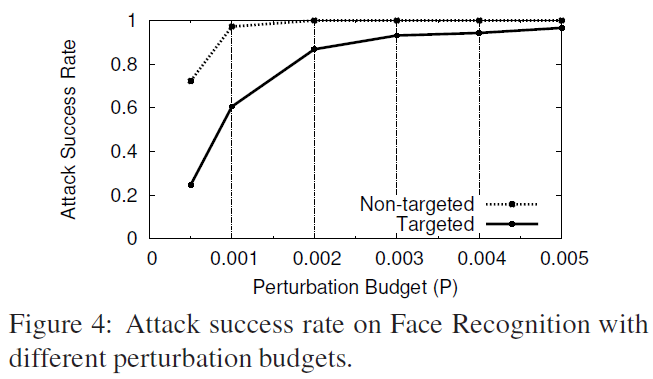 1
0.8
0.6
0.4
0.2
0
Attack Success Rate
Non-targeted
Targeted
0 0.001 0.002 0.003 0.004 0.005
Perturbation Budget (P)
Figure 4: Attack success rate on Face Recognition with
different perturbation budgets.